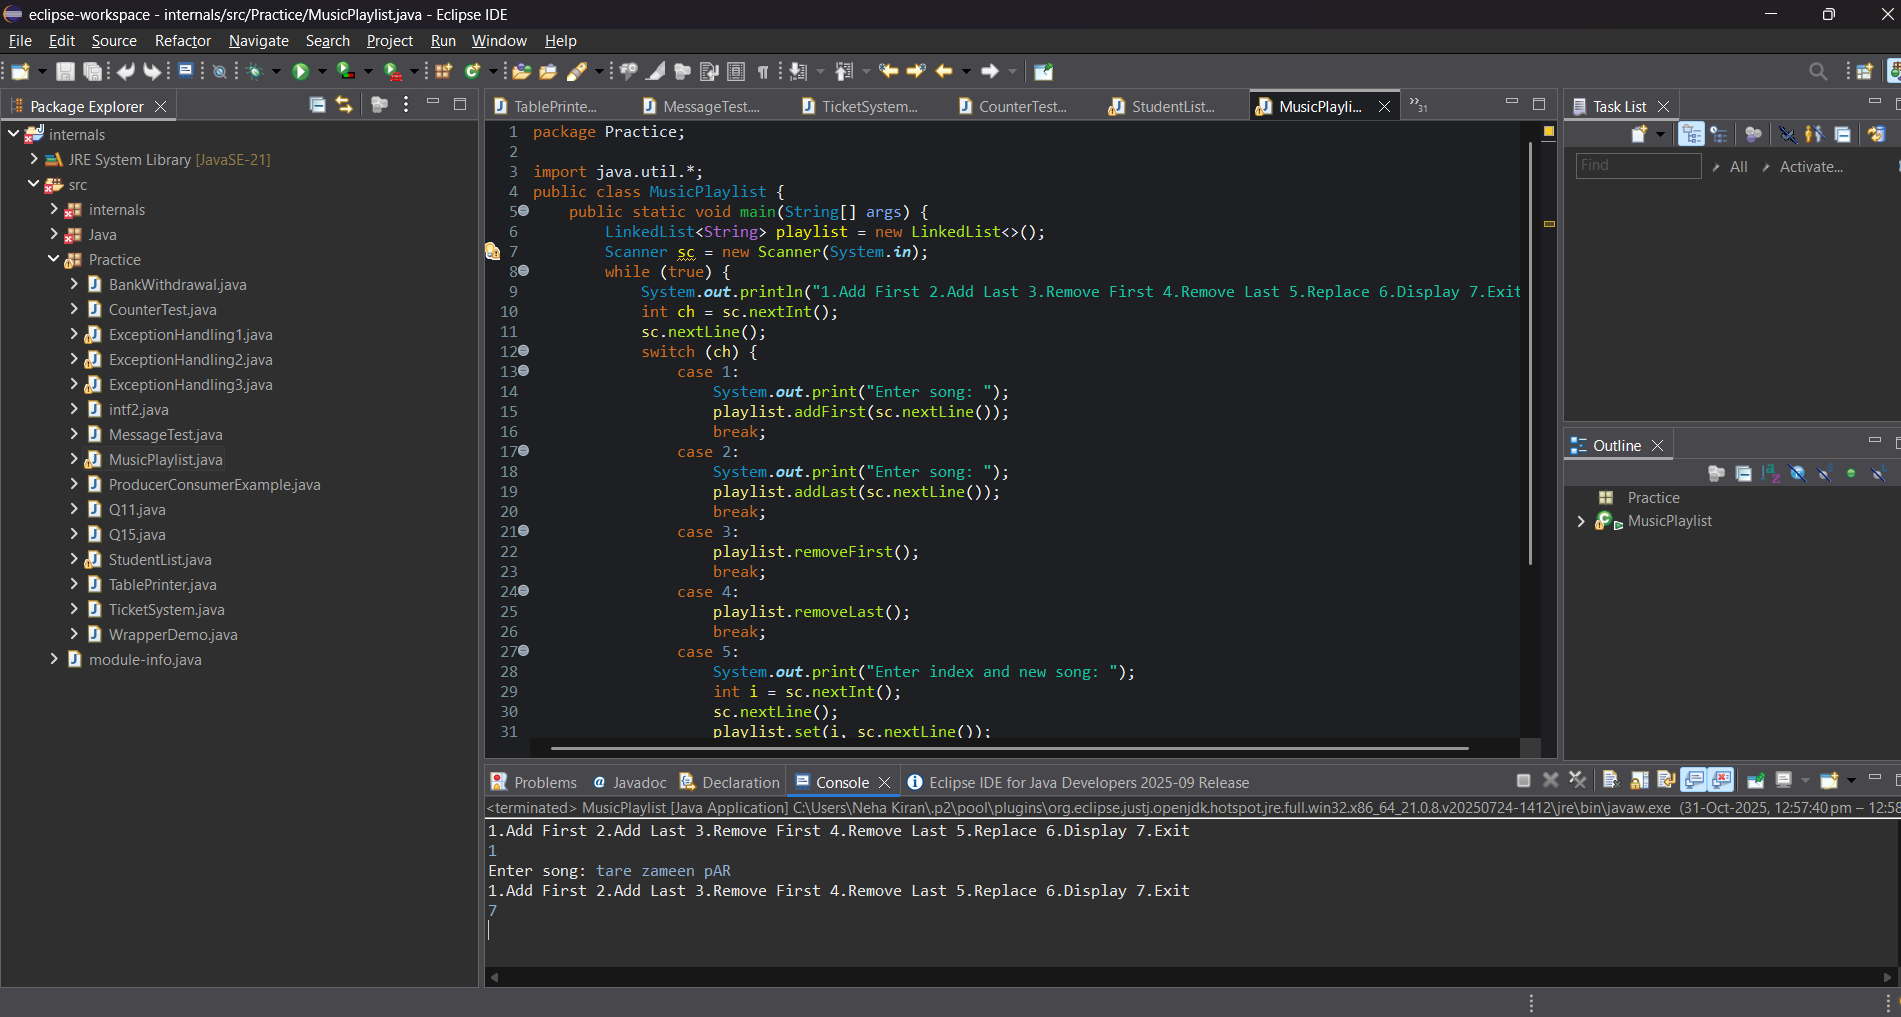 eclipse-workspace - internals/src/Practice/MusicPlaylist.java - Eclipse IDE
File Edit Source Refactor Navigate Search Project Run Window Help
Package Explorer
internals
JRE System Library [JavaSE-21]
src
internals
Java
Practice
BankWithdrawal.java
CounterTest.java
ExceptionHandling1.java
ExceptionHandling2.java
ExceptionHandling3.java
intf2.java
MessageTest.java
MusicPlaylist.java
ProducerConsumerExample.java
Q11.java
Q15.java
StudentList.java
TablePrinter.java
TicketSystem.java
WrapperDemo.java
module-info.java
TablePrinte... MessageTest.... TicketSystem... CounterTest... StudentList... MusicPlayli... 31
1 package Practice;
2
3 import java.util.*;
4 public class MusicPlaylist {
5 public static void main(String[] args) {
6 LinkedList<String> playlist = new LinkedList<>();
7 Scanner sc = new Scanner(System.in);
8 while (true) {
9 System.out.println("1.Add First 2.Add Last 3.Remove First 4.Remove Last 5.Replace 6.Display 7.Exit
10 int ch = sc.nextInt();
11 sc.nextLine();
12 switch (ch) {
13 case 1:
14 System.out.print("Enter song: ");
15 playlist.addFirst(sc.nextLine());
16 break;
17 case 2:
18 System.out.print("Enter song: ");
19 playlist.addLast(sc.nextLine());
20 break;
21 case 3:
22 playlist.removeFirst();
23 break;
24 case 4:
25 playlist.removeLast();
26 break;
27 case 5:
28 System.out.print("Enter index and new song: ");
29 int i = sc.nextInt();
30 sc.nextLine();
31 playlist.set(i, sc.nextLine());
Task List
Find All Activate...
Outline
Practice
MusicPlaylist
Problems Javadoc Declaration Console Eclipse IDE for Java Developers 2025-09 Release
<terminated> MusicPlaylist [Java Application] C:\Users\Neha Kiran\.p2\pool\plugins\org.eclipse.justj.openjdk.hotspot.jre.full.win32.x86_64_21.0.8.v20250724-1412\jre\bin\javaw.exe (31-Oct-2025, 12:57:40 pm – 12:58
1.Add First 2.Add Last 3.Remove First 4.Remove Last 5.Replace 6.Display 7.Exit
1
Enter song: tare zameen pAR
1.Add First 2.Add Last 3.Remove First 4.Remove Last 5.Replace 6.Display 7.Exit
7